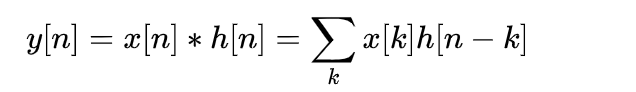 y[n] = x[n] * h[n] = ∑ₖ x[k]h[n − k]